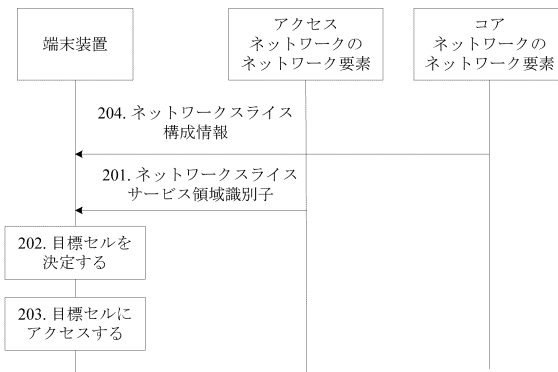 端末装置
アクセス
ネットワークの
ネットワーク要素
コア
ネットワークの
ネットワーク要素
204. ネットワークスライス
構成情報
201. ネットワークスライス
サービス領域識別子
202. 目標セルを
決定する
203. 目標セルに
アクセスする